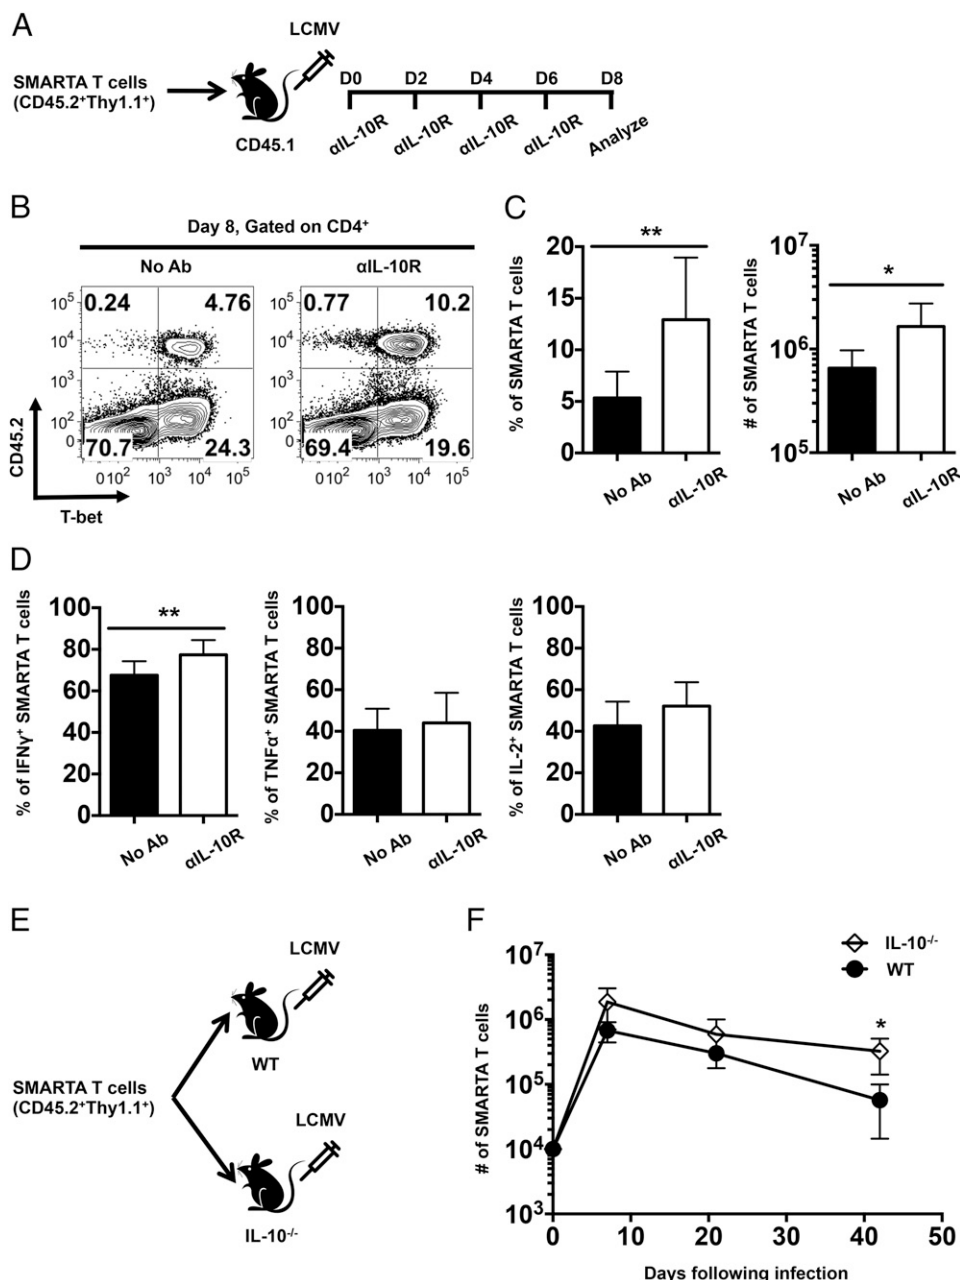 A
LCMV
SMARTA T cells
(CD45.2⁺Thy1.1⁺)
CD45.1
D0 D2 D4 D6 D8
αIL-10R αIL-10R αIL-10R αIL-10R Analyze
B
Day 8, Gated on CD4⁺
No Ab αIL-10R
10⁵ 0.24 4.76 10⁵ 0.77 10.2
10⁴ 10⁴
10³ 10³
10² 10²
0 70.7 24.3 0 69.4 19.6
0 10² 10³ 10⁴ 10⁵ 0 10² 10³ 10⁴ 10⁵
CD45.2
T-bet
C
% of SMARTA T cells
20
15
10
5
0
**
No Ab αIL-10R
# of SMARTA T cells
10⁷
10⁶
10⁵
*
No Ab αIL-10R
D
% of IFNγ⁺ SMARTA T cells
100
80
60
40
20
0
**
No Ab αIL-10R
% of TNFα⁺ SMARTA T cells
100
80
60
40
20
0
No Ab αIL-10R
% of IL-2⁺ SMARTA T cells
100
80
60
40
20
0
No Ab αIL-10R
E
LCMV
WT
SMARTA T cells
(CD45.2⁺Thy1.1⁺)
LCMV
IL-10⁻/⁻
F
IL-10⁻/⁻
WT
# of SMARTA T cells
10⁷
10⁶
10⁵
10⁴
10³
*
0 10 20 30 40 50
Days following infection